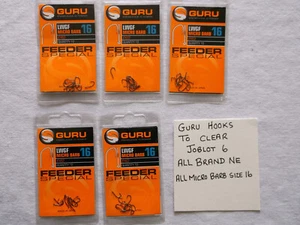 GURU
LWGF
MICRO BARB
16
FEEDER
SPECIAL
GURU
LWGF
MICRO BARB
16
FEEDER
SPECIAL
GURU
LWGF
MICRO BARB
16
FEEDER
SPECIAL
GURU
LWGF
MICRO BARB
16
FEEDER
SPECIAL
GURU
LWGF
MICRO BARB
16
FEEDER
SPECIAL
GURU HOOKS
TO CLEAR
JOBLOT 6
ALL BRAND NE
ALL MICRO BARB SIZE 16